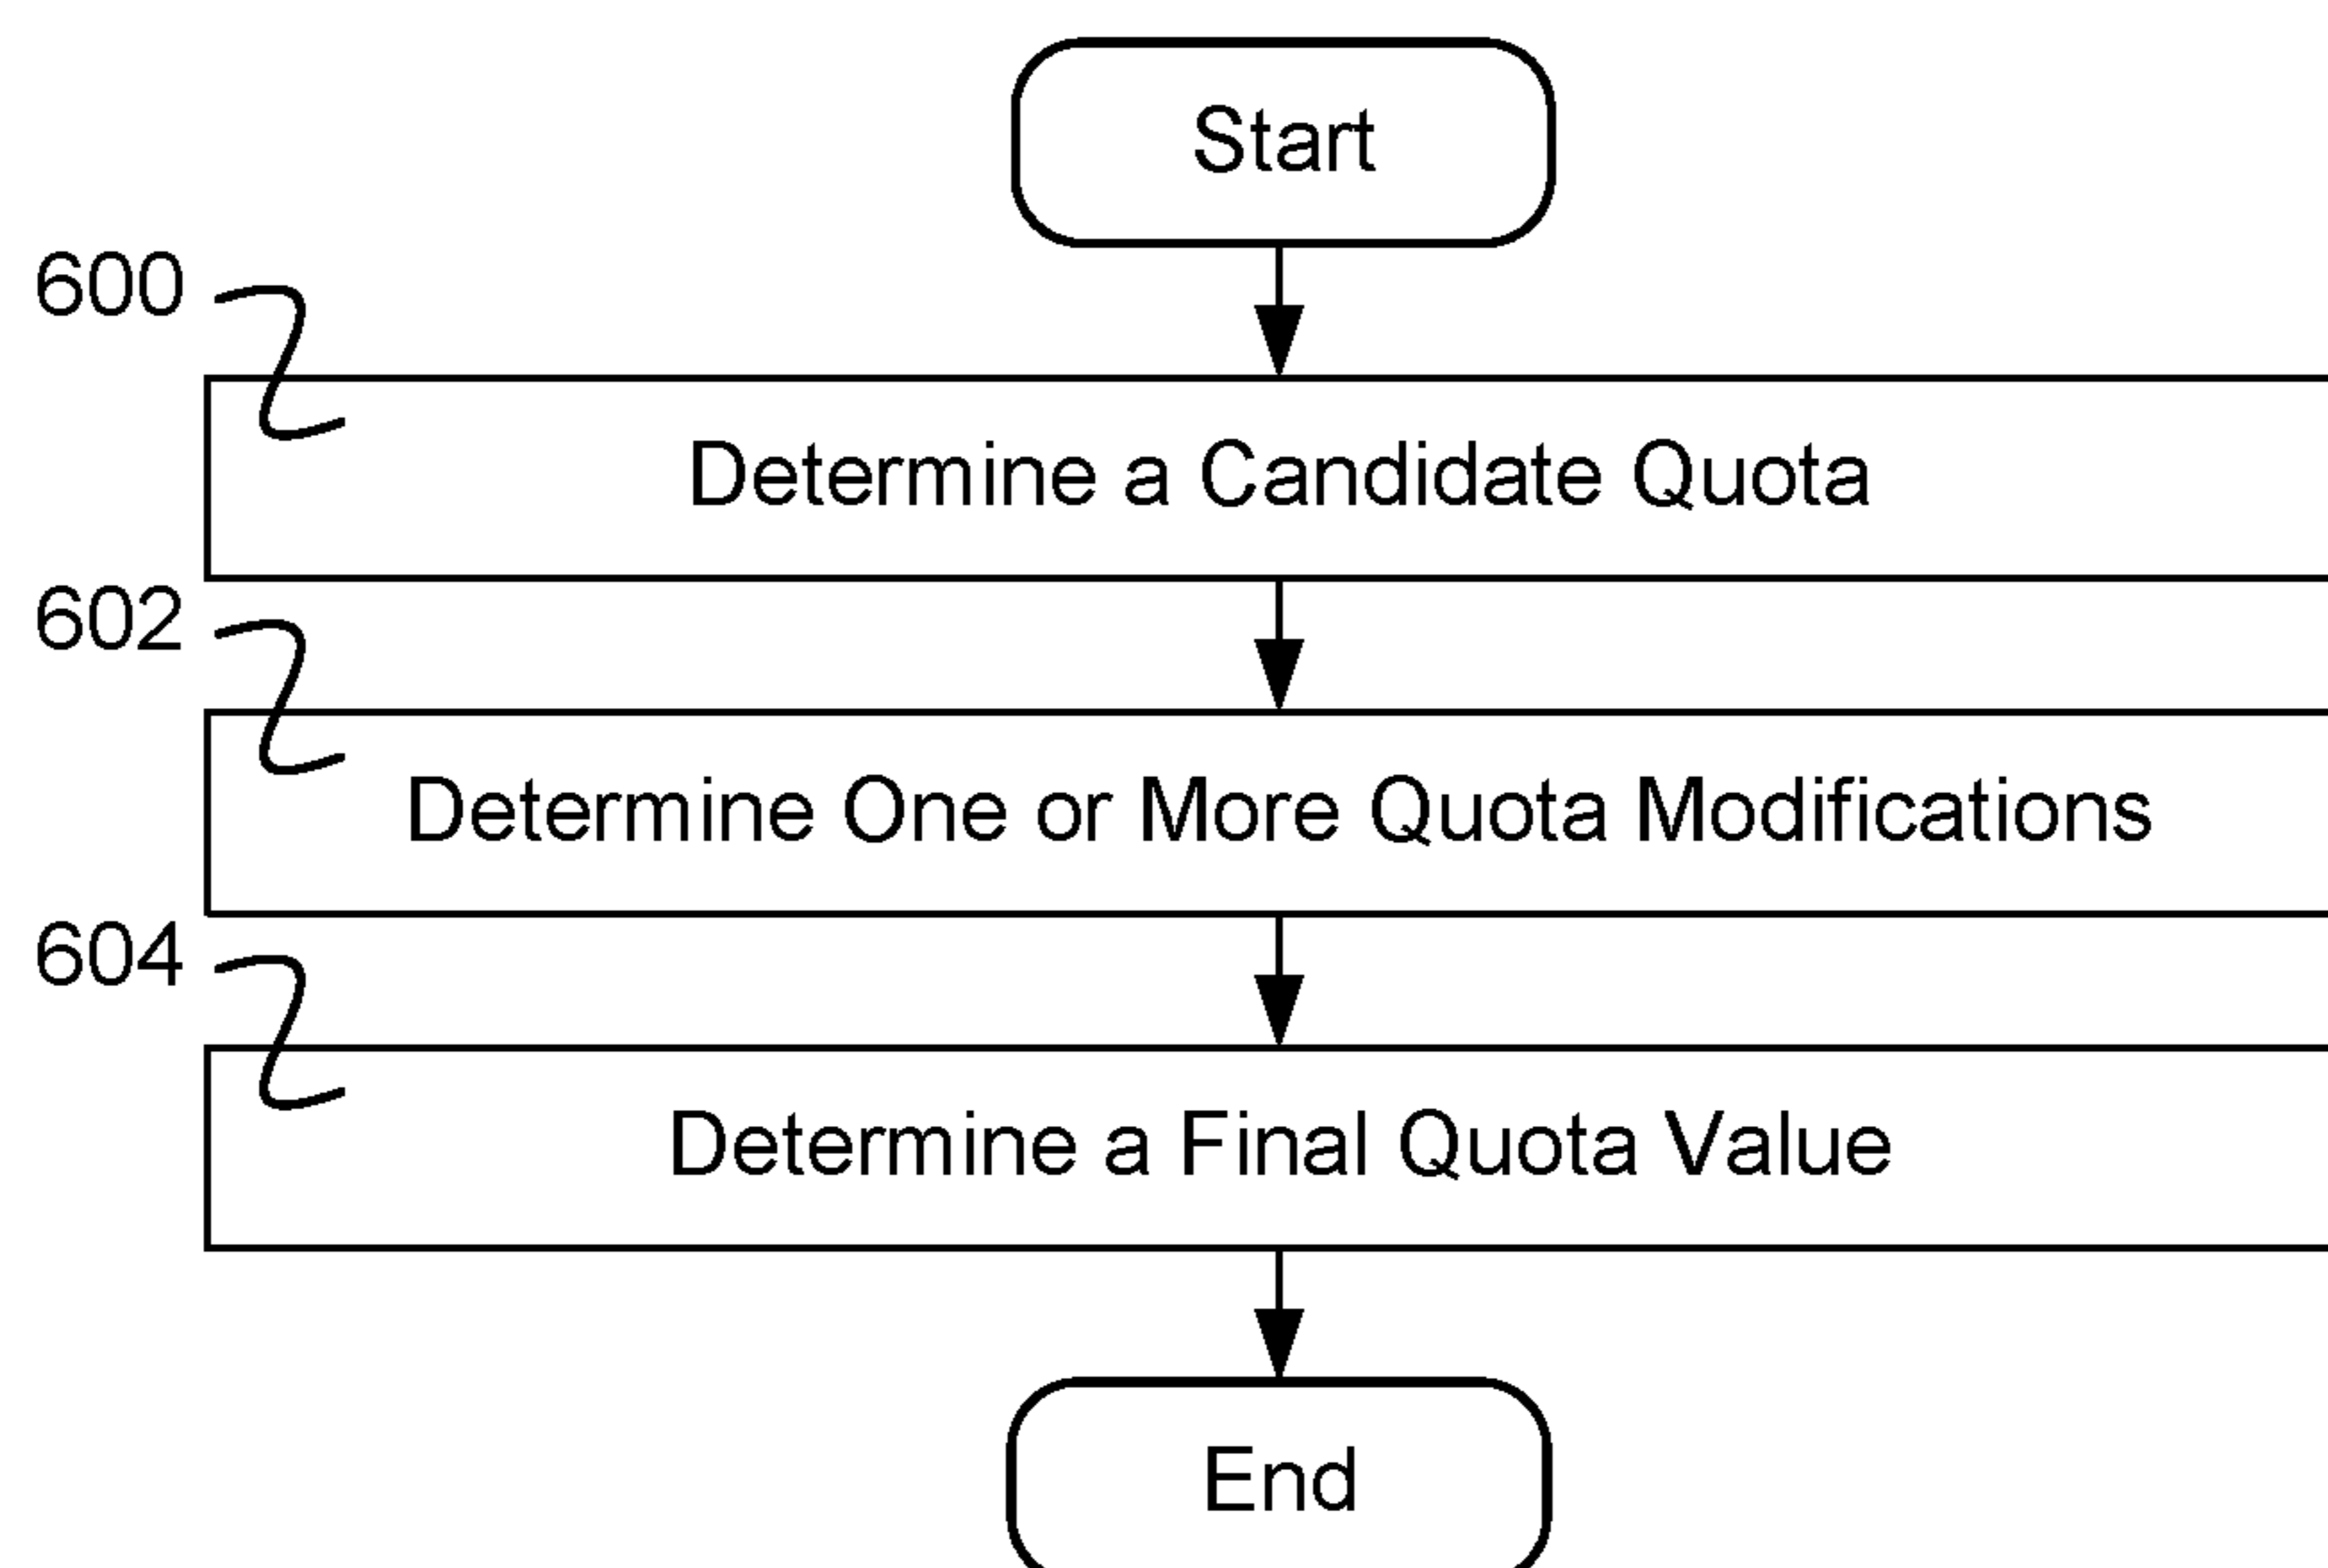 Start
600
Determine a Candidate Quota
602
Determine One or More Quota Modifications
604
Determine a Final Quota Value
End